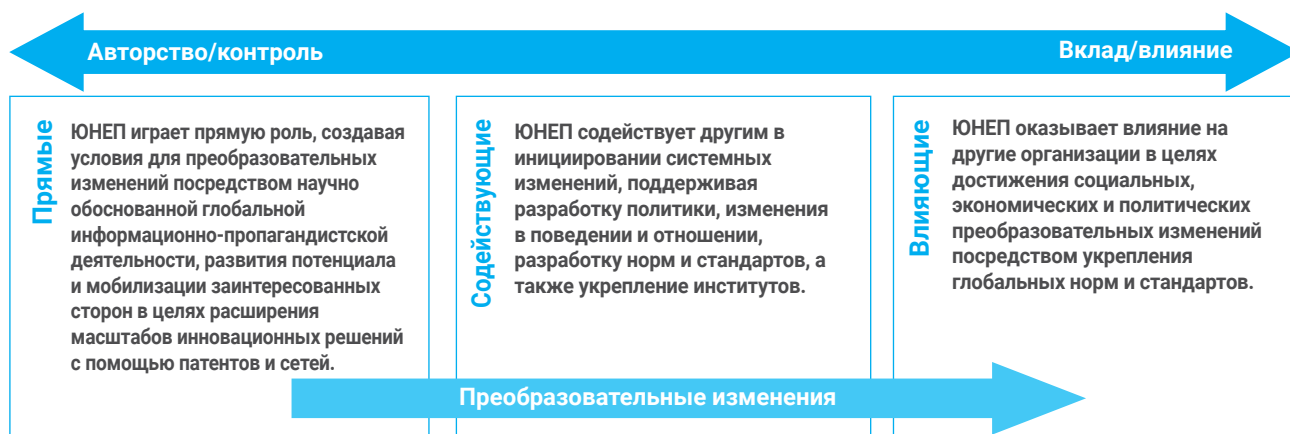 Авторство/контроль
Вклад/влияние
Прямые
ЮНЕП играет прямую роль, создавая
условия для преобразовательных
изменений посредством научно
обоснованной глобальной
информационно-пропагандистской
деятельности, развития потенциала
и мобилизации заинтересованных
сторон в целях расширения
масштабов инновационных решений
с помощью патентов и сетей.
Содействующие
ЮНЕП содействует другим в
инициировании системных
изменений, поддерживая
разработку политики, изменения
в поведении и отношении,
разработку норм и стандартов, а
также укрепление институтов.
Влияющие
ЮНЕП оказывает влияние на
другие организации в целях
достижения социальных,
экономических и политических
преобразовательных изменений
посредством укрепления
глобальных норм и стандартов.
Преобразовательные изменения